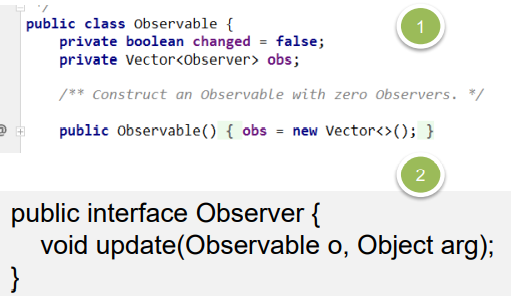 */
public class Observable {
1
private boolean changed = false;
private Vector<Observer> obs;
/** Construct an Observable with zero Observers. */
@ public Observable() { obs = new Vector<>(); }
2
public interface Observer {
void update(Observable o, Object arg);
}